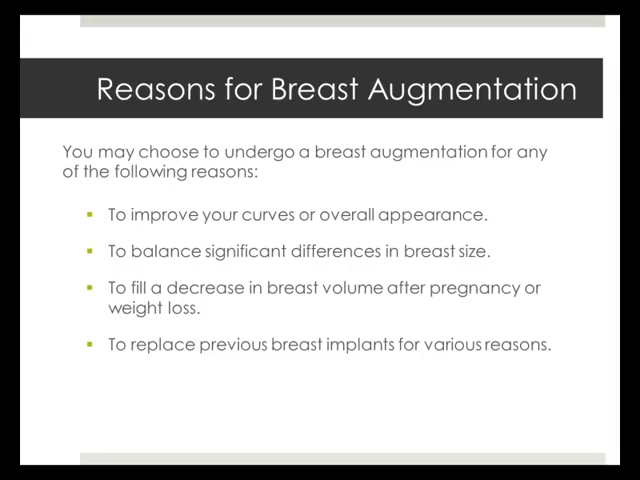 Reasons for Breast Augmentation
You may choose to undergo a breast augmentation for any
of the following reasons:
To improve your curves or overall appearance.
To balance significant differences in breast size.
To fill a decrease in breast volume after pregnancy or
weight loss.
To replace previous breast implants for various reasons.